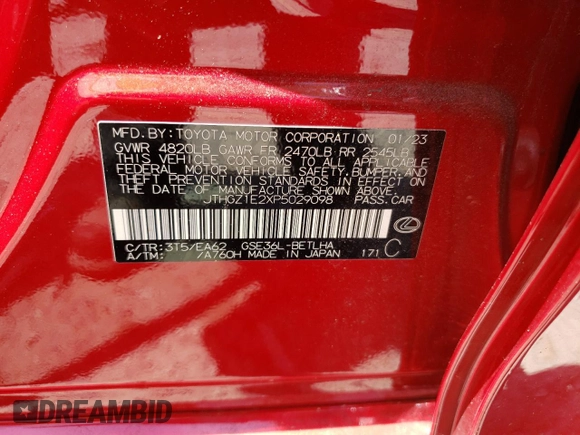 MFD. BY: TOYOTA MOTOR CORPORATION 01/23
GVWR 4820LB GAWR FR 2470LB RR 2545LB
THIS VEHICLE CONFORMS TO ALL APPLICABLE
FEDERAL MOTOR VEHICLE SAFETY, BUMPER, AND
THEFT PREVENTION STANDARDS IN EFFECT ON
THE DATE OF MANUFACTURE SHOWN ABOVE.
JTHGZ1E2XP5029098 PASS. CAR
C/TR: 3T5/EA62 GSE36L-BETLHA
A/TM: /A760H MADE IN JAPAN 171 C
DREAMBID